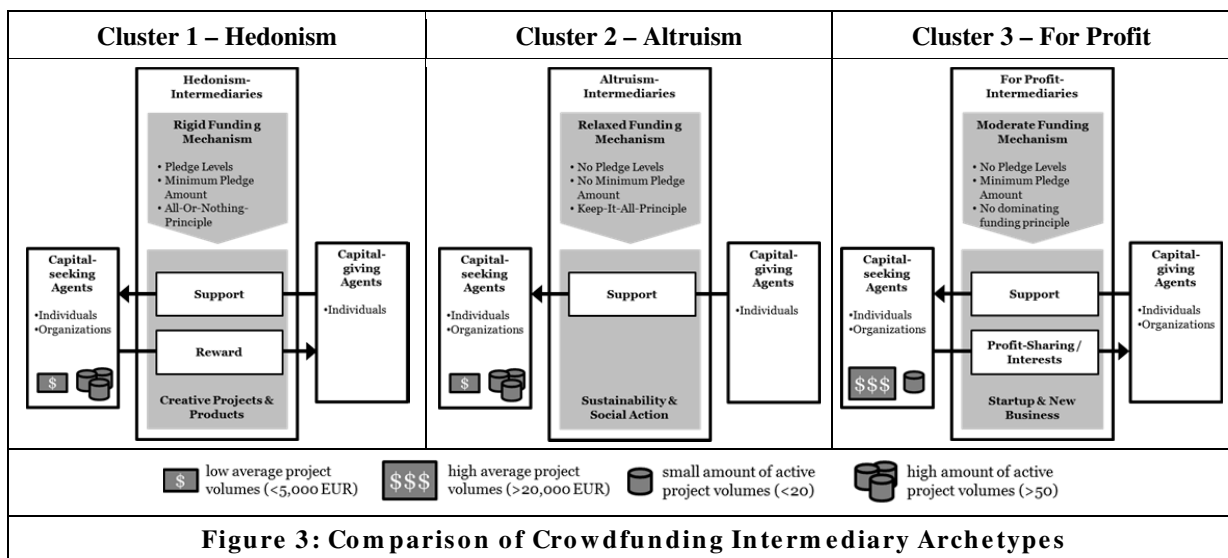 Cluster 1 – Hedonism
Cluster 2 – Altruism
Cluster 3 – For Profit
Hedonism-
Intermediaries
Rigid Funding
Mechanism
• Pledge Levels
• Minimum Pledge
Amount
• All-Or-Nothing-
Principle
Capital-
seeking
Agents
•Individuals
•Organizations
$
Support
Reward
Creative Projects &
Products
Capital-
giving
Agents
•Individuals
Altruism-
Intermediaries
Relaxed Funding
Mechanism
• No Pledge Levels
• No Minimum Pledge
Amount
• Keep-It-All-Principle
Capital-
seeking
Agents
•Individuals
•Organizations
$
Support
Sustainability &
Social Action
Capital-
giving
Agents
•Individuals
For Profit-
Intermediaries
Moderate Funding
Mechanism
• No Pledge Levels
• Minimum Pledge
Amount
• No dominating
funding principle
Capital-
seeking
Agents
•Individuals
•Organizations
$$$
Support
Profit-Sharing /
Interests
Startup & New
Business
Capital-
giving
Agents
•Individuals
•Organizations
$ low average project
volumes (<5,000 EUR)
$$$ high average project
volumes (>20,000 EUR)
small amount of active
project volumes (<20)
high amount of active
project volumes (>50)
Figure 3: Comparison of Crowdfunding Intermediary Archetypes